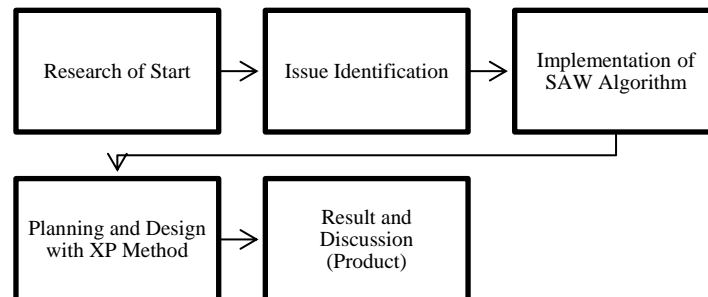 Research of Start
Issue Identification
Implementation of
SAW Algorithm
Planning and Design
with XP Method
Result and
Discussion
(Product)